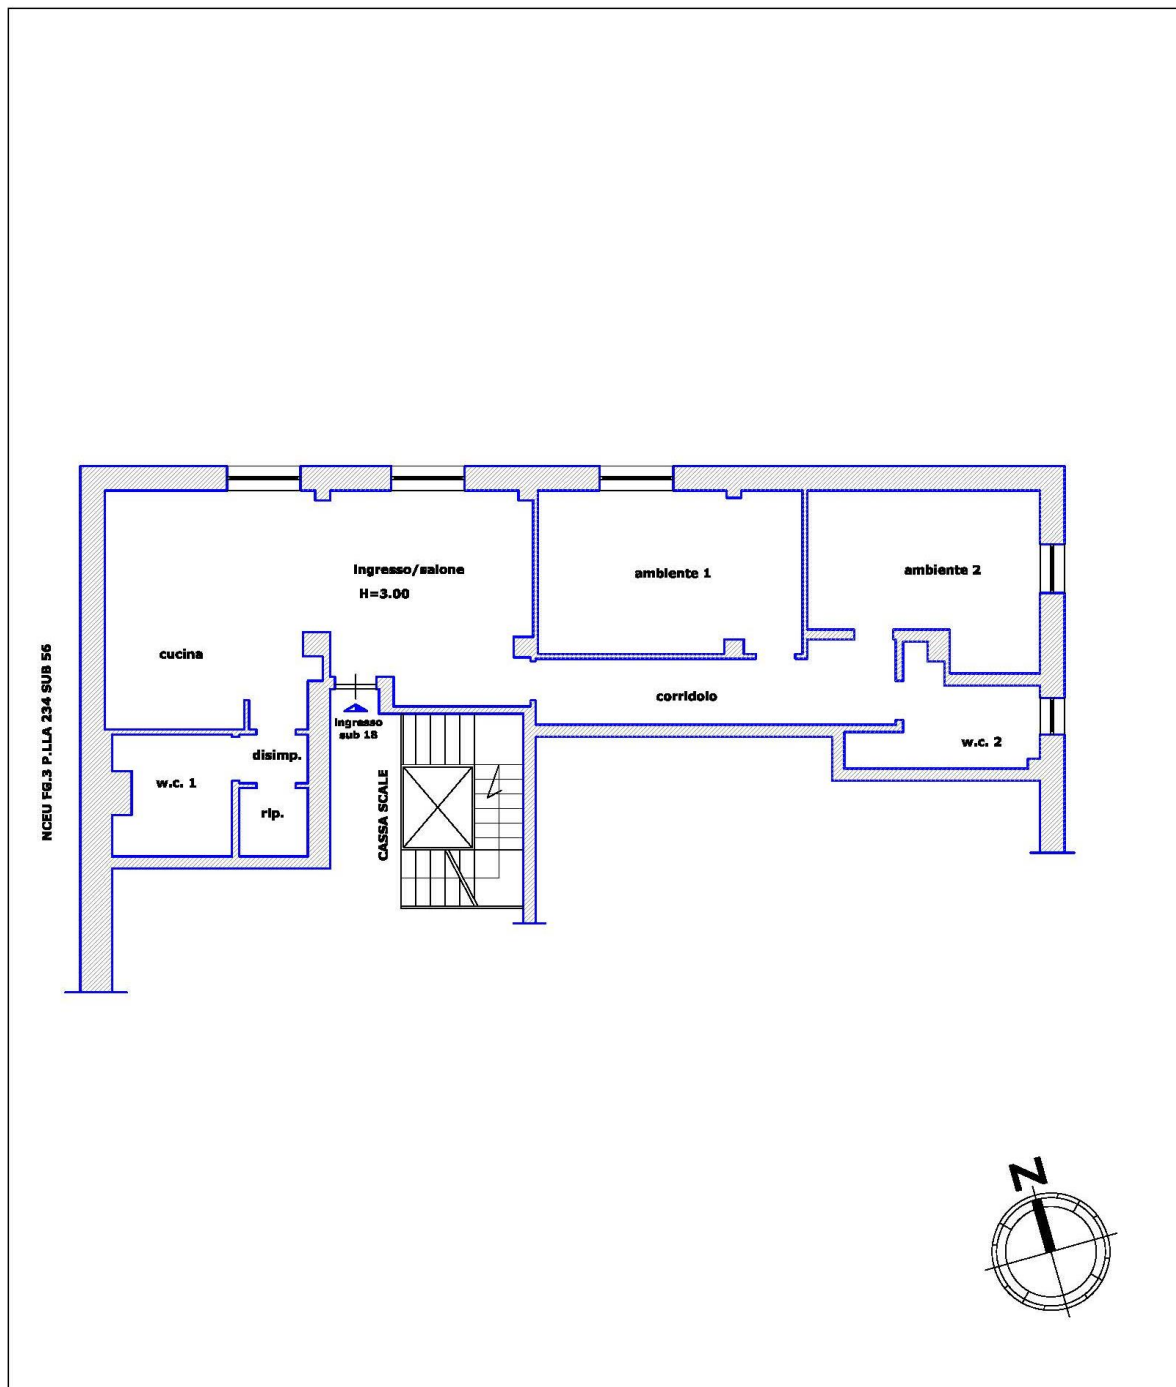 ingresso/salone
H=3.00
ambiente 1
ambiente 2
cucina
NCEU FG.3 P.LLA 234 SUB 56
corridoio
ingresso
sub 18
w.c. 2
disimp.
w.c. 1
rip.
CASSA SCALE
N